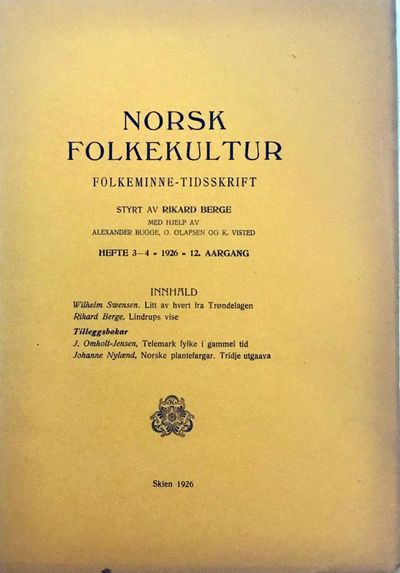 NORSK
FOLKEKULTUR
FOLKEMINNE-TIDSSKRIFT
STYRT AV RIKARD BERGE
MED HJELP AV
ALEXANDER BUGGE, O. OLAFSEN OG K. VISTED
HEFTE 3—4 - 1926 - 12. AARGANG
INNHALD
Wilhelm Swensen. Litt av hvert fra Trøndelagen
Rikard Berge, Lindrups vise
Tilleggsbokar
J. Omholt-Jensen, Telemark fylke i gammel tid
Johanne Nylænd, Norske plantefargar. Tridje utgaava
Skien 1926